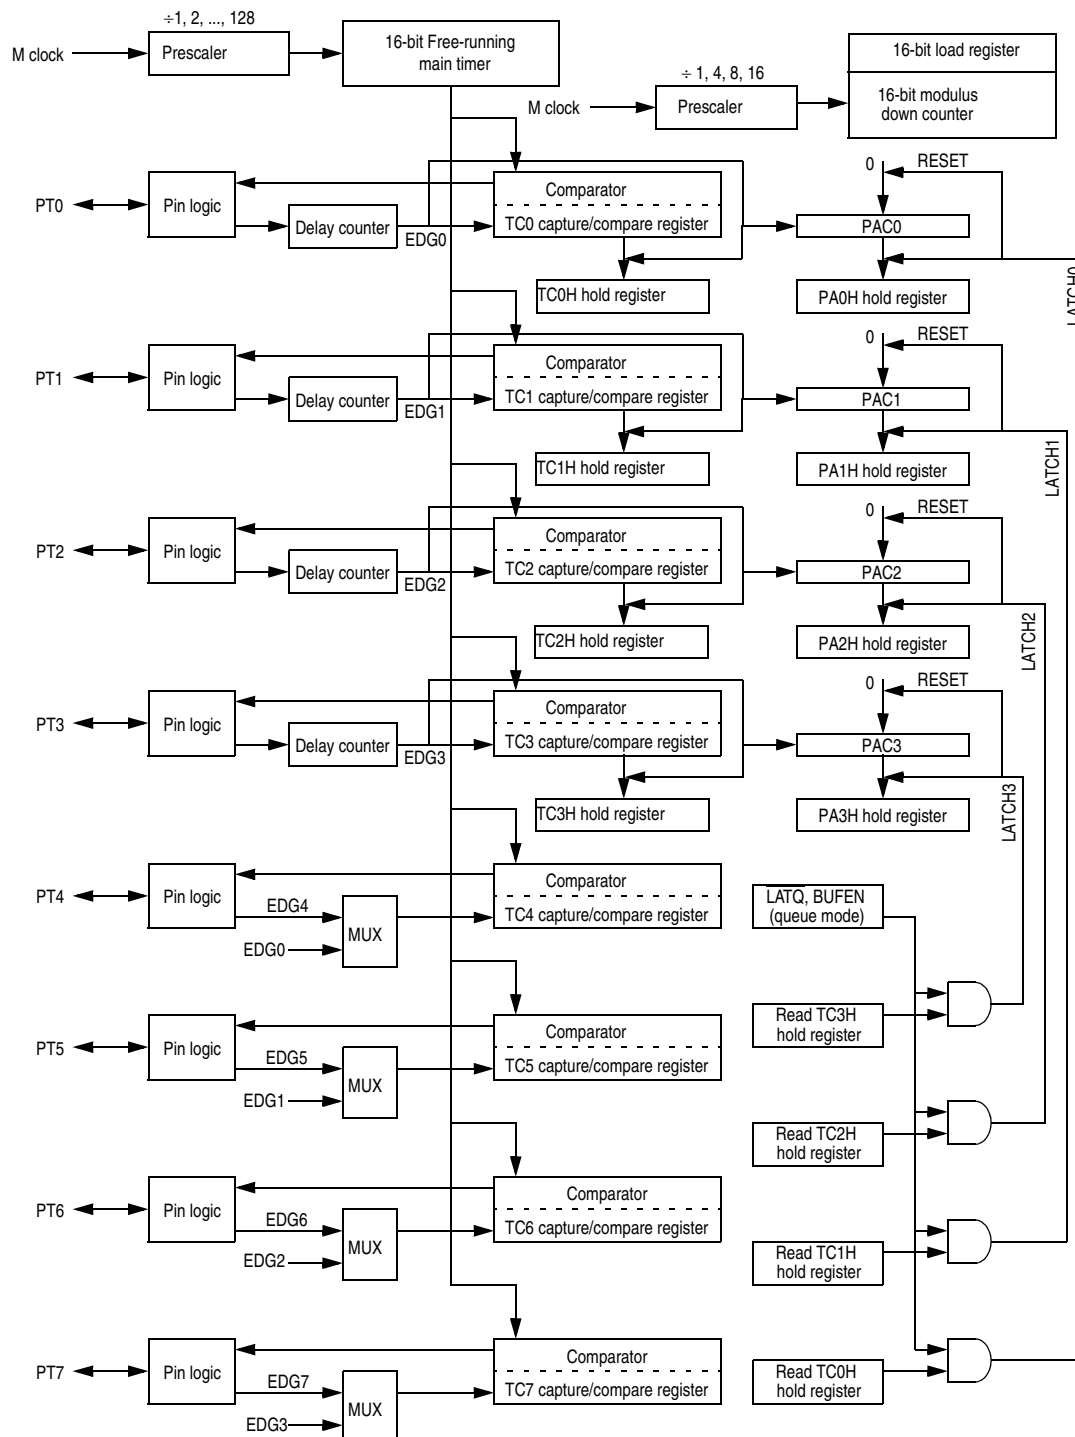 ÷1, 2, ..., 128
M clock
Prescaler
16-bit Free-running
main timer
÷ 1, 4, 8, 16
M clock
Prescaler
16-bit load register
16-bit modulus
down counter
PT0
Pin logic
Delay counter
EDG0
Comparator
TC0 capture/compare register
TC0H hold register
0
RESET
PAC0
PA0H hold register
LATCH0
PT1
Pin logic
Delay counter
EDG1
Comparator
TC1 capture/compare register
TC1H hold register
0
RESET
PAC1
PA1H hold register
LATCH1
PT2
Pin logic
Delay counter
EDG2
Comparator
TC2 capture/compare register
TC2H hold register
0
RESET
PAC2
PA2H hold register
LATCH2
PT3
Pin logic
Delay counter
EDG3
Comparator
TC3 capture/compare register
TC3H hold register
0
RESET
PAC3
PA3H hold register
LATCH3
PT4
Pin logic
EDG4
EDG0
MUX
Comparator
TC4 capture/compare register
LATQ, BUFEN
(queue mode)
Read TC3H
hold register
PT5
Pin logic
EDG5
EDG1
MUX
Comparator
TC5 capture/compare register
Read TC2H
hold register
PT6
Pin logic
EDG6
EDG2
MUX
Comparator
TC6 capture/compare register
Read TC1H
hold register
PT7
Pin logic
EDG7
EDG3
MUX
Comparator
TC7 capture/compare register
Read TC0H
hold register